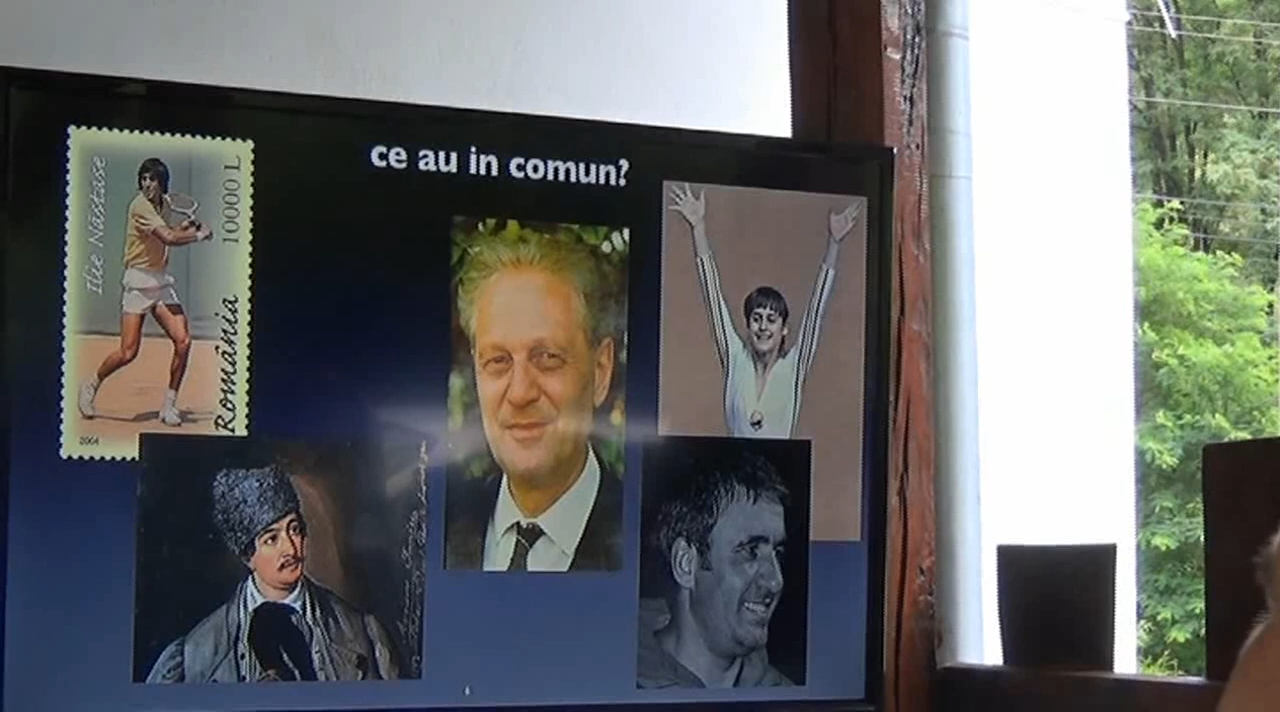 ce au in comun?
Ilie Năstase
10000 L
România
2004